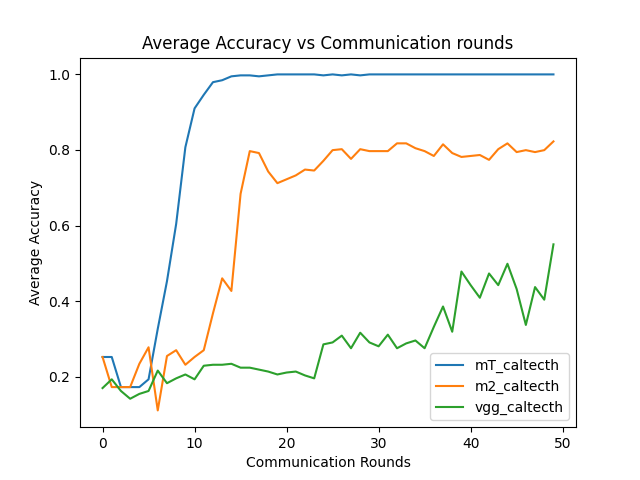 Average Accuracy vs Communication rounds
1.0
0.8
0.6
0.4
0.2
Average Accuracy
mT_caltecth
m2_caltecth
vgg_caltecth
0 10 20 30 40 50
Communication Rounds